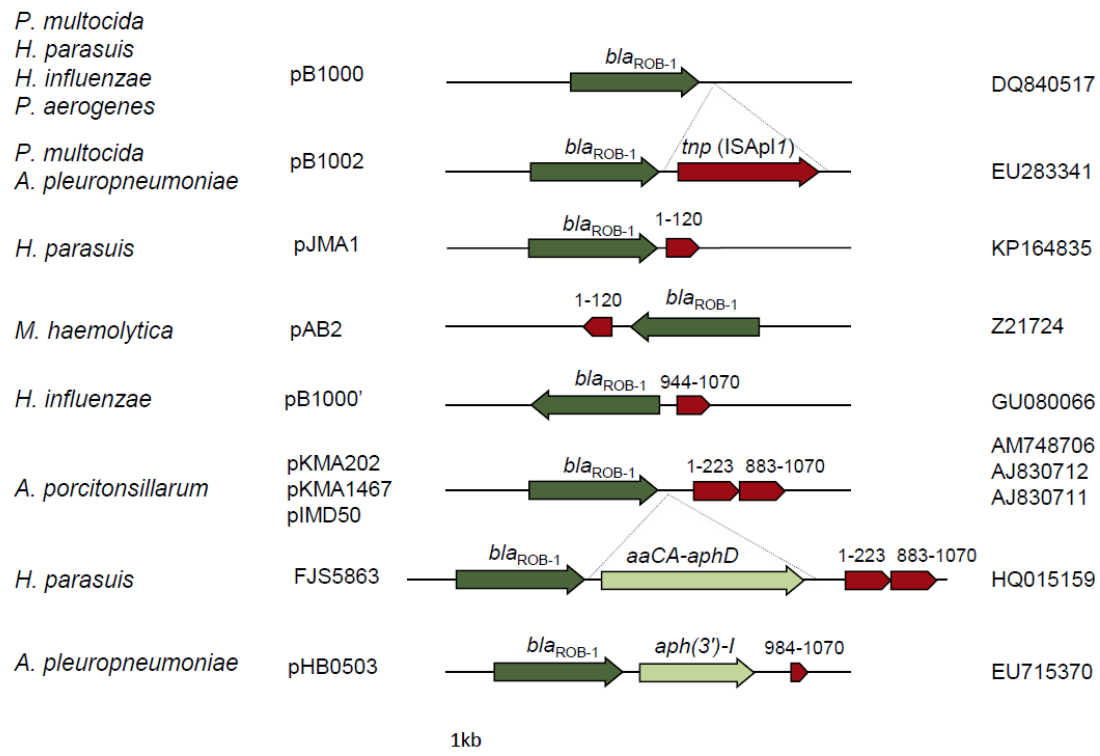 P. multocida
H. parasuis
H. influenzae
P. aerogenes
pB1000
blaROB-1
DQ840517
P. multocida
A. pleuropneumoniae
pB1002
blaROB-1
tnp (ISApl1)
EU283341
H. parasuis
pJMA1
blaROB-1
1-120
KP164835
M. haemolytica
pAB2
1-120
blaROB-1
Z21724
H. influenzae
pB1000’
blaROB-1
944-1070
GU080066
A. porcitonsillarum
pKMA202
pKMA1467
pIMD50
blaROB-1
1-223
883-1070
AM748706
AJ830712
AJ830711
H. parasuis
FJS5863
blaROB-1
aaCA-aphD
1-223
883-1070
HQ015159
A. pleuropneumoniae
pHB0503
blaROB-1
aph(3')-I
984-1070
EU715370
1kb